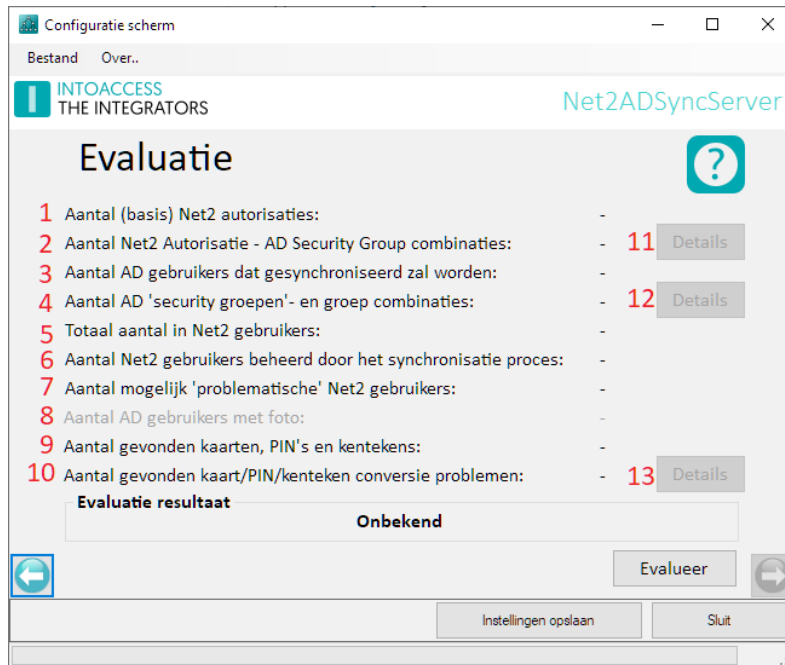 Configuratie scherm
Bestand Over..
INTOACCESS
THE INTEGRATORS
Net2ADSyncServer
Evaluatie
?
1 Aantal (basis) Net2 autorisaties: -
2 Aantal Net2 Autorisatie - AD Security Group combinaties: - 11 Details
3 Aantal AD gebruikers dat gesynchroniseerd zal worden: -
4 Aantal AD 'security groepen'- en groep combinaties: - 12 Details
5 Totaal aantal in Net2 gebruikers: -
6 Aantal Net2 gebruikers beheerd door het synchronisatie proces: -
7 Aantal mogelijk 'problematische' Net2 gebruikers: -
8 Aantal AD gebruikers met foto: -
9 Aantal gevonden kaarten, PIN's en kentekens: -
10 Aantal gevonden kaart/PIN/kenteken conversie problemen: - 13 Details
Evaluatie resultaat
Onbekend
Evalueer
Instellingen opslaan Sluit